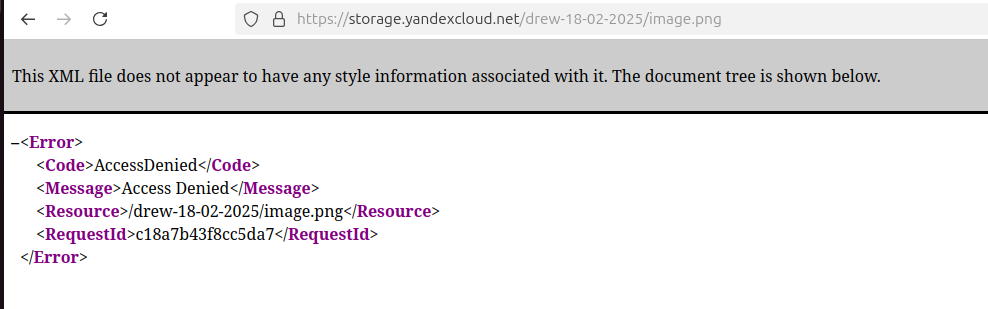 https://storage.yandexcloud.net/drew-18-02-2025/image.png
This XML file does not appear to have any style information associated with it. The document tree is shown below.
–<Error>
<Code>AccessDenied</Code>
<Message>Access Denied</Message>
<Resource>/drew-18-02-2025/image.png</Resource>
<RequestId>c18a7b43f8cc5da7</RequestId>
</Error>